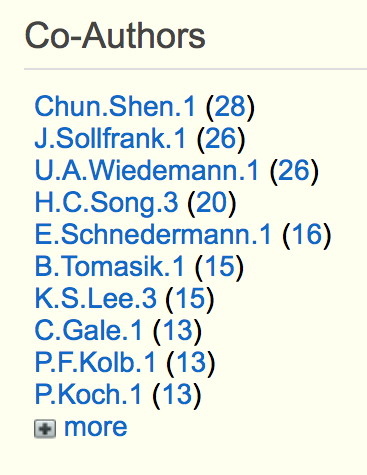 Co-Authors
Chun.Shen.1 (28)
J.Sollfrank.1 (26)
U.A.Wiedemann.1 (26)
H.C.Song.3 (20)
E.Schnedermann.1 (16)
B.Tomasik.1 (15)
K.S.Lee.3 (15)
C.Gale.1 (13)
P.F.Kolb.1 (13)
P.Koch.1 (13)
more